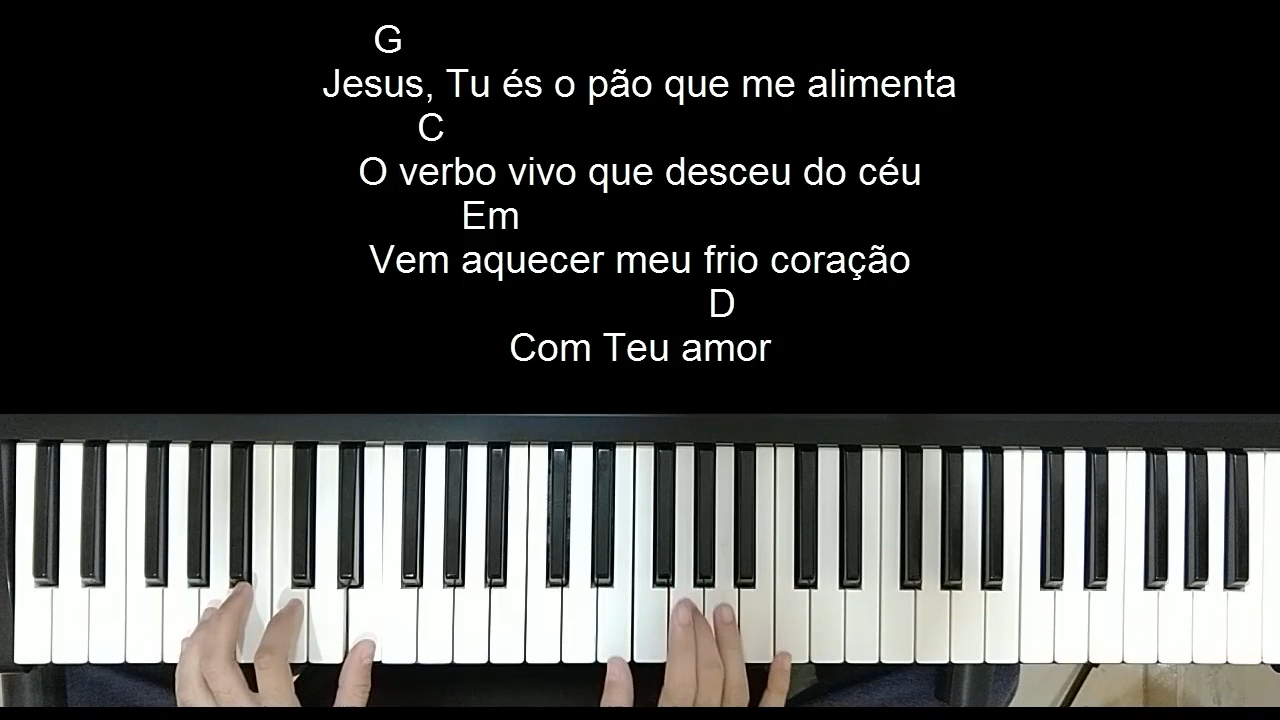 G
Jesus, Tu és o pão que me alimenta
C
O verbo vivo que desceu do céu
Em
Vem aquecer meu frio coração
D
Com Teu amor